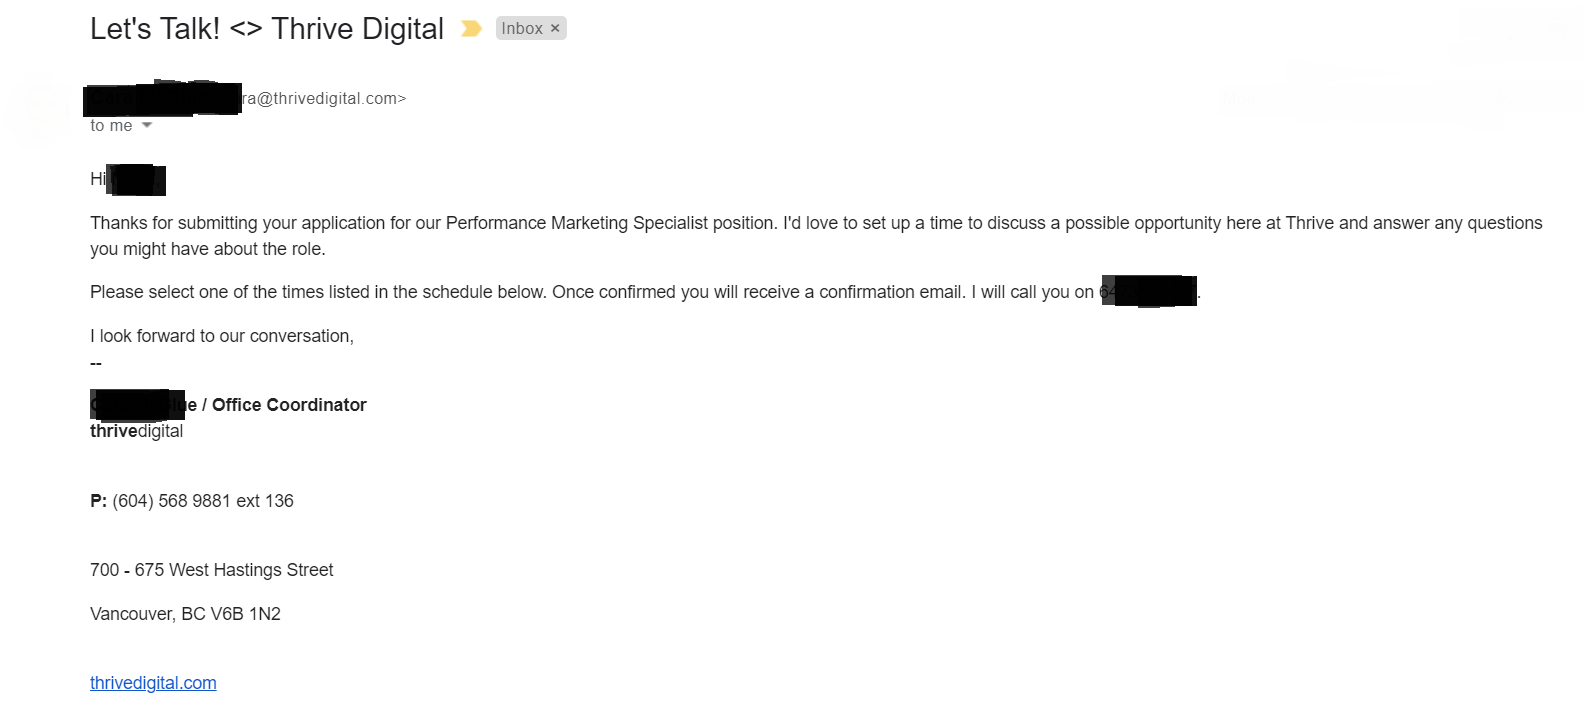 Let's Talk! <> Thrive Digital Inbox ×
ra@thrivedigital.com>
to me
Hi
Thanks for submitting your application for our Performance Marketing Specialist position. I'd love to set up a time to discuss a possible opportunity here at Thrive and answer any questions
you might have about the role.
Please select one of the times listed in the schedule below. Once confirmed you will receive a confirmation email. I will call you on
I look forward to our conversation,
--
/ Office Coordinator
thrivedigital
P: (604) 568 9881 ext 136
700 - 675 West Hastings Street
Vancouver, BC V6B 1N2
thrivedigital.com